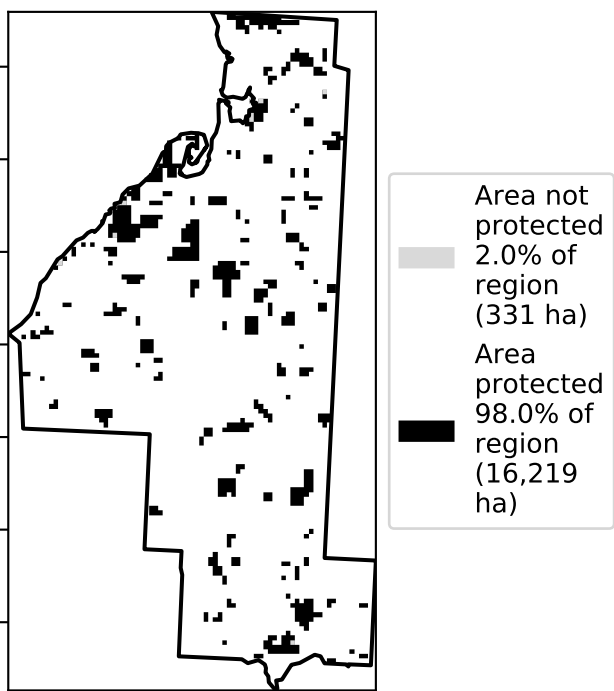 Area not
protected
2.0% of
region
(331 ha)
Area
protected
98.0% of
region
(16,219
ha)